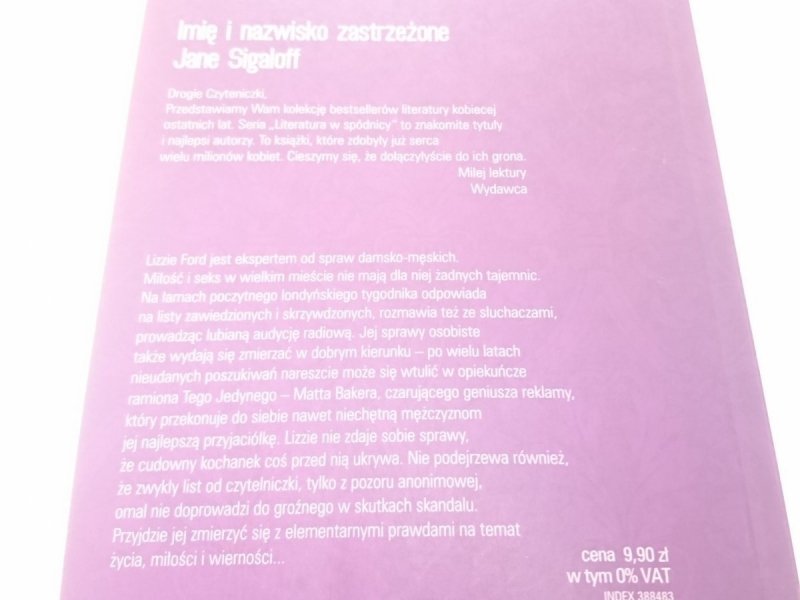 Imię i nazwisko zastrzeżone
Jane Sigaloff
Drogie Czytelniczki,
Przedstawiamy Wam kolekcję bestsellerów literatury kobiecej
ostatnich lat. Seria „Literatura w spódnicy" to znakomite tytuły
i najlepsi autorzy. To książki, które zdobyły już serca
wielu milionów kobiet. Cieszymy się, że dołączyłyście do ich grona.
Miłej lektury
Wydawca
Lizzie Ford jest ekspertem od spraw damsko-męskich.
Miłość i seks w wielkim mieście nie mają dla niej żadnych tajemnic.
Na łamach poczytnego londyńskiego tygodnika odpowiada
na listy zawiedzionych i skrzywdzonych, rozmawia też ze słuchaczami,
prowadząc lubianą audycję radiową. Jej sprawy osobiste
także wydają się zmierzać w dobrym kierunku – po wielu latach
nieudanych poszukiwań nareszcie może się wtulić w opiekuńcze
ramiona Tego Jedynego – Matta Bakera, czarującego geniusza reklamy,
który przekonuje do siebie nawet niechętną mężczyznom
jej najlepszą przyjaciółkę. Lizzie nie zdaje sobie sprawy,
że cudowny kochanek coś przed nią ukrywa. Nie podejrzewa również,
że zwykły list od czytelniczki, tylko z pozoru anonimowej,
omal nie doprowadzi do groźnego w skutkach skandalu.
Przyjdzie jej zmierzyć się z elementarnymi prawdami na temat
życia, miłości i wierności...
cena 9,90 zł
w tym 0% VAT
INDEX 388483